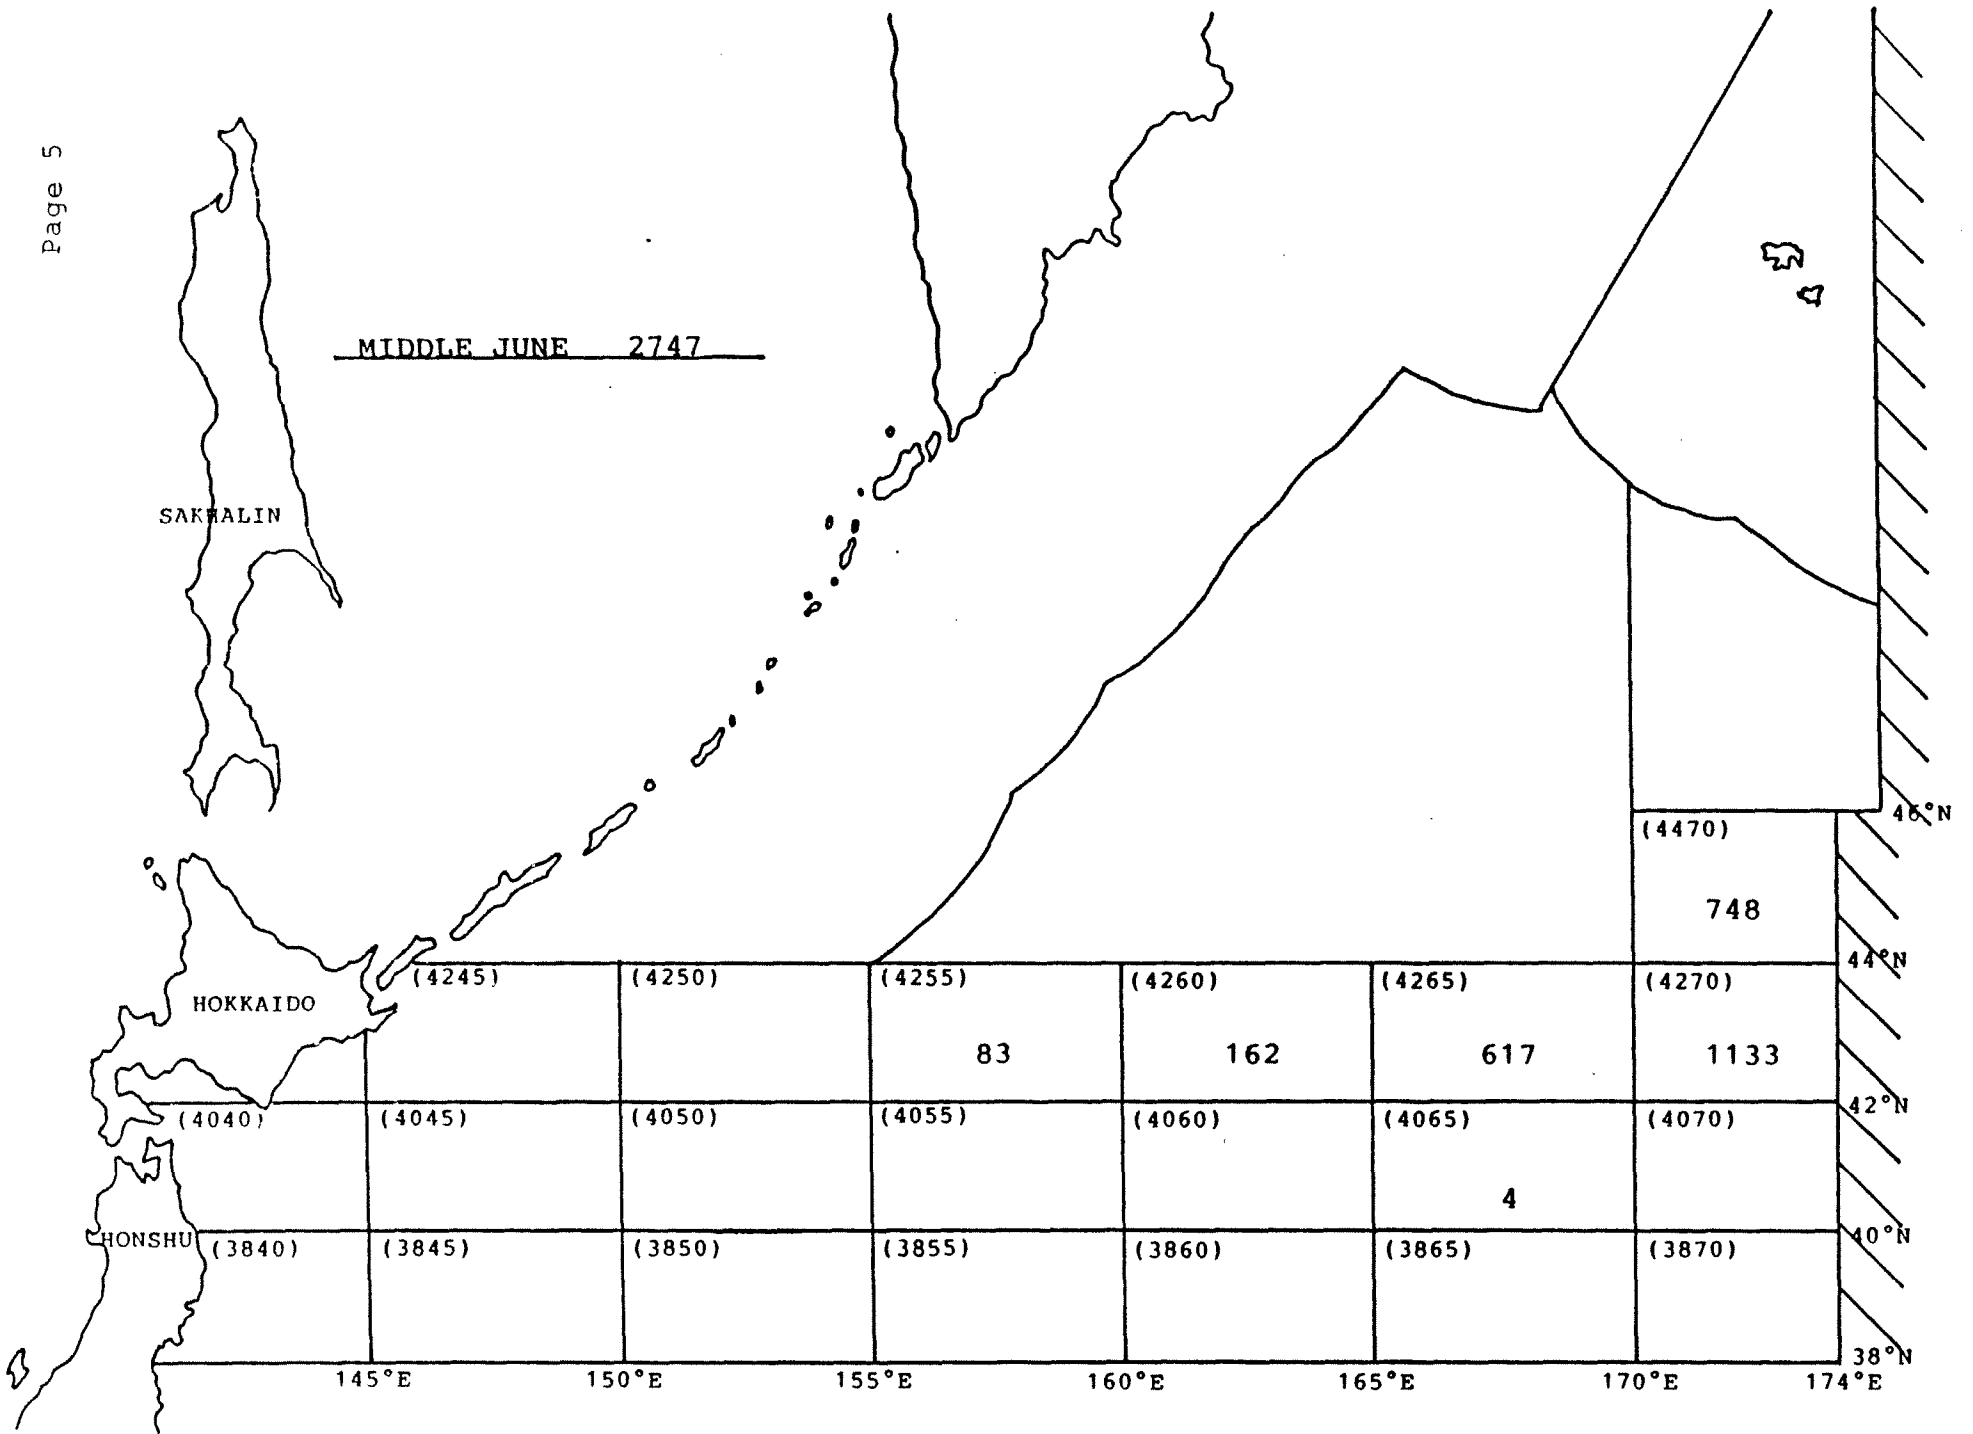 Page 5
MIDDLE JUNE 2747
SAKHALIN
46°N
(4470)
748
44°N
(4245) (4250) (4255) (4260) (4265) (4270)
HOKKAIDO
83 162 617 1133
42°N
(4040) (4045) (4050) (4055) (4060) (4065) (4070)
4
40°N
HONSHU (3840) (3845) (3850) (3855) (3860) (3865) (3870)
38°N
145°E 150°E 155°E 160°E 165°E 170°E 174°E